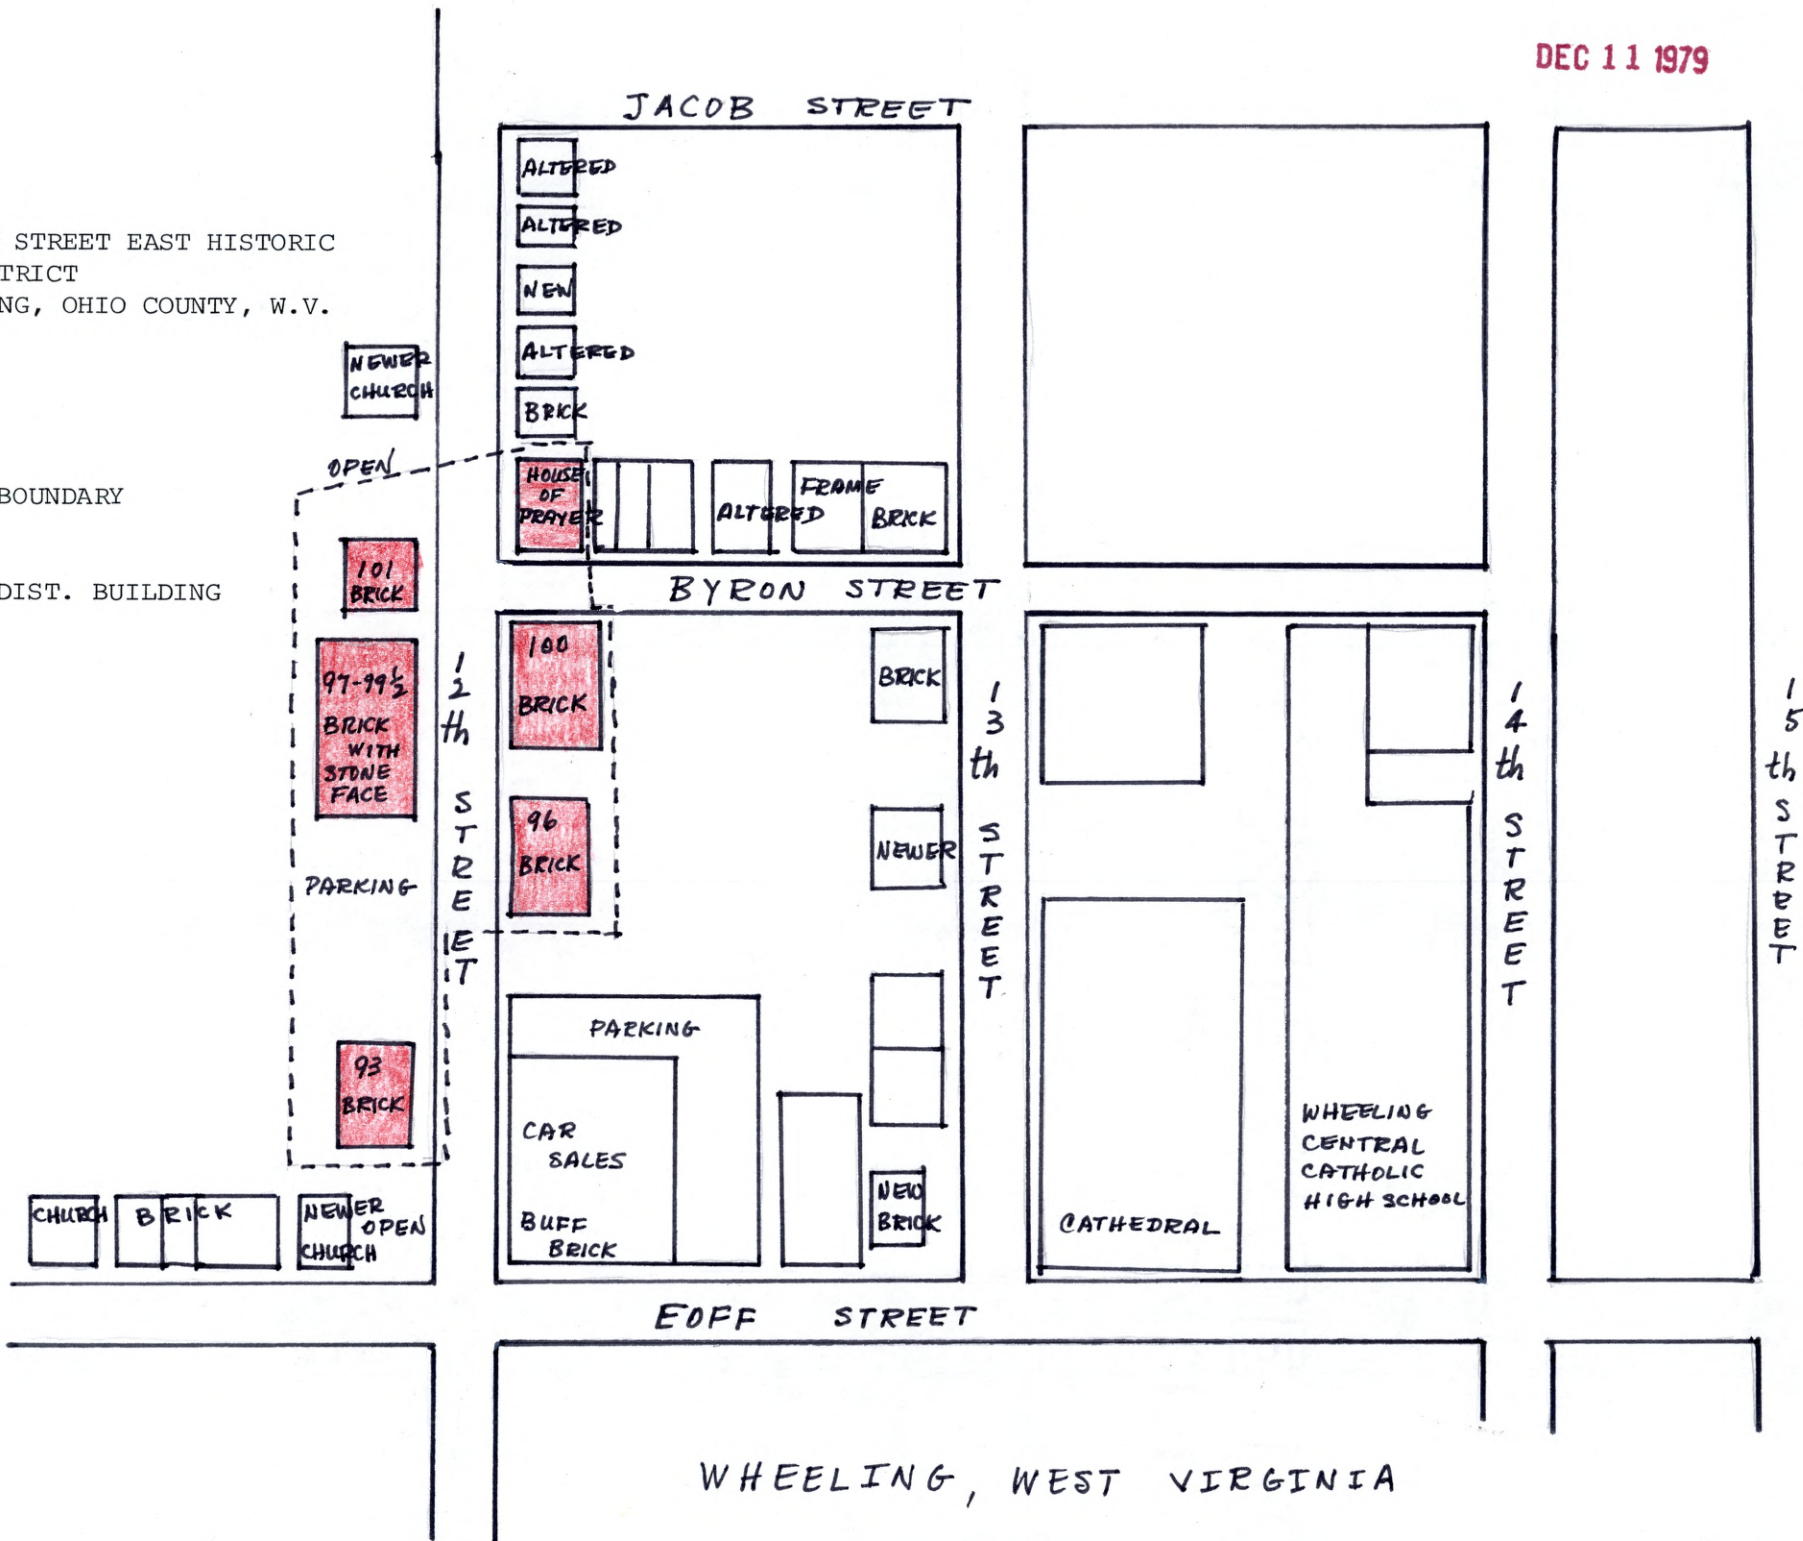 DEC 11 1979
JACOB STREET
ALTERED
ALTERED
STREET EAST HISTORIC
TRICT
NG, OHIO COUNTY, W.V.
NEW
NEWER
CHURCH
ALTERED
BRICK
OPEN
BOUNDARY
HOUSE
OF
PRAYER
ALTERED
FRAME
BRICK
101
BRICK
DIST. BUILDING
BYRON STREET
97-99½
BRICK
WITH
STONE
FACE
12th STREET
100
BRICK
BRICK
13th STREET
14th STREET
15th STREET
96
BRICK
NEWER
PARKING
PARKING
93
BRICK
CAR
SALES
BUFF
BRICK
NEW
BRICK
CATHEDRAL
WHEELING
CENTRAL
CATHOLIC
HIGH SCHOOL
CHURCH
BRICK
NEWER
CHURCH
OPEN
EOFF STREET
WHEELING, WEST VIRGINIA